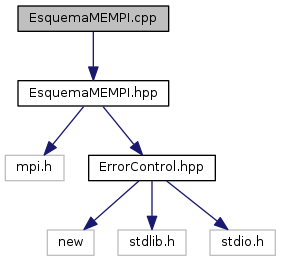 EsquemaMEMPI.cpp
EsquemaMEMPI.hpp
mpi.h
ErrorControl.hpp
new
stdlib.h
stdio.h